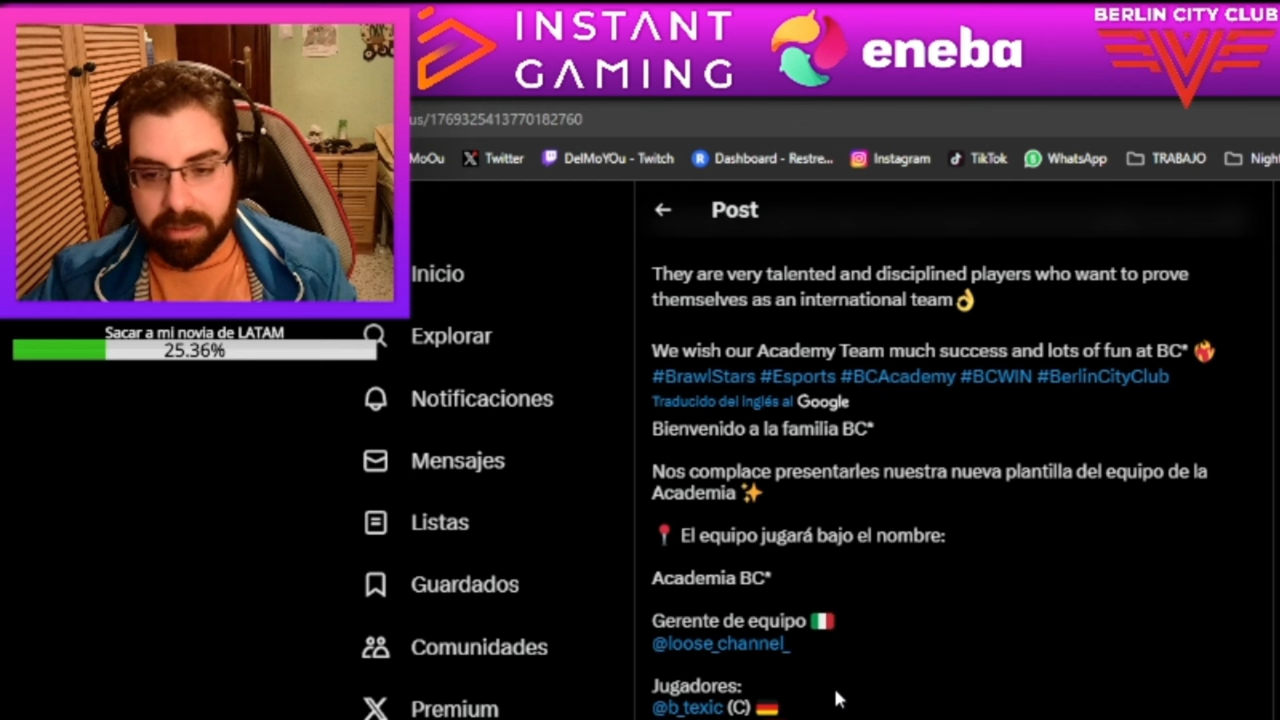 INSTANT
GAMING
eneba
BERLIN CITY CLUB
us/1769325413770182760
MoOu
Twitter
DelMoYOu - Twitch
Dashboard - Restre...
Instagram
TikTok
WhatsApp
TRABAJO
Nigh
Post
They are very talented and disciplined players who want to prove
themselves as an international team👌
We wish our Academy Team much success and lots of fun at BC* ❤️‍🔥
#BrawlStars #Esports #BCAcademy #BCWIN #BerlinCityClub
Traducido del inglés al Google
Bienvenido a la familia BC*
Nos complace presentarles nuestra nueva plantilla del equipo de la
Academia ✨
📍 El equipo jugará bajo el nombre:
Academia BC*
Gerente de equipo 🇮🇹
@loose_channel_
Jugadores:
@b_texic (C) 🇩🇪
Sacar a mi novia de LATAM
25.36%
Inicio
Explorar
Notificaciones
Mensajes
Listas
Guardados
Comunidades
Premium